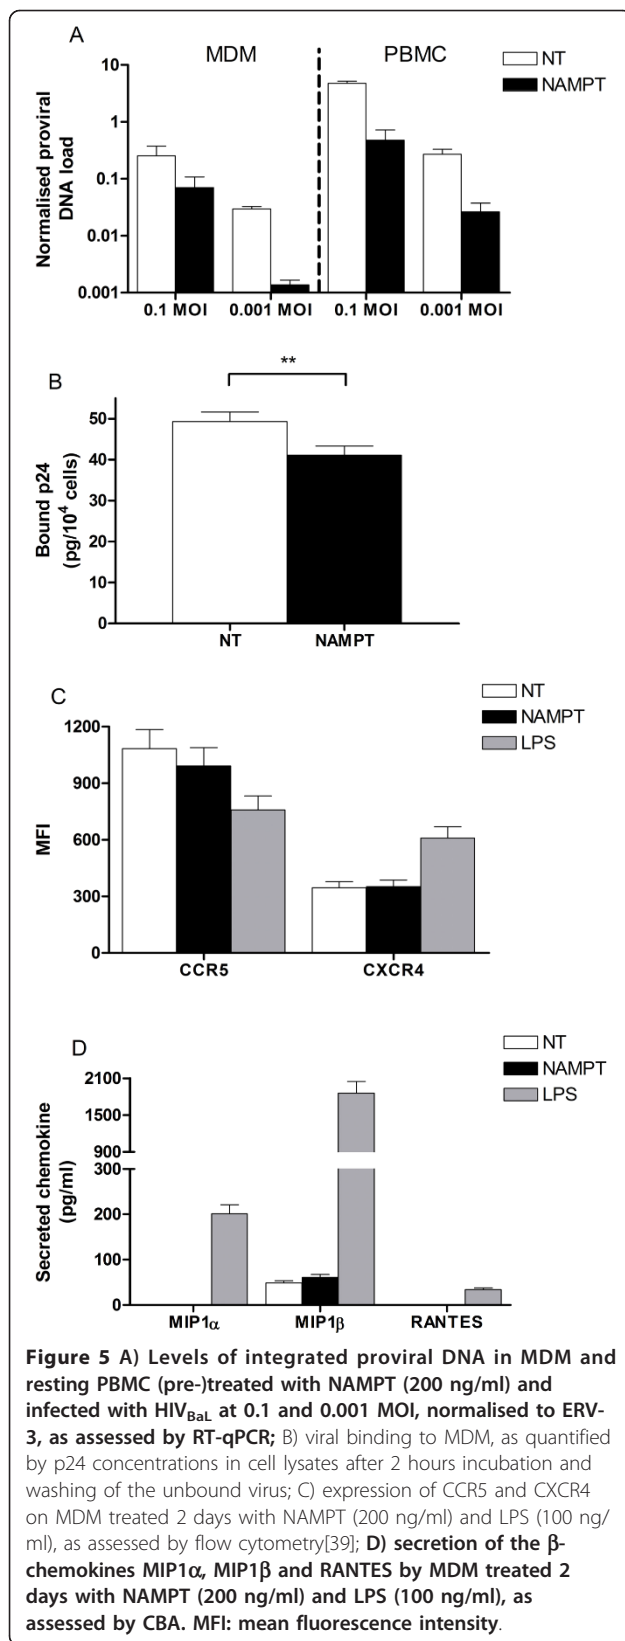 A
MDM
PBMC
NT
NAMPT
Normalised proviral
DNA load
10
1
0.1
0.01
0.001
0.1 MOI
0.001 MOI
0.1 MOI
0.001 MOI
B
**
Bound p24
(pg/10⁴ cells)
50
40
30
20
10
0
NT
NAMPT
C
NT
NAMPT
LPS
MFI
1200
900
600
300
0
CCR5
CXCR4
D
NT
NAMPT
LPS
Secreted chemokine
(pg/ml)
2100
1500
900
300
200
100
0
MIP1α
MIP1β
RANTES
Figure 5 A) Levels of integrated proviral DNA in MDM and
resting PBMC (pre-)treated with NAMPT (200 ng/ml) and
infected with HIV_BaL at 0.1 and 0.001 MOI, normalised to ERV-
3, as assessed by RT-qPCR; B) viral binding to MDM, as quantified
by p24 concentrations in cell lysates after 2 hours incubation and
washing of the unbound virus; C) expression of CCR5 and CXCR4
on MDM treated 2 days with NAMPT (200 ng/ml) and LPS (100 ng/
ml), as assessed by flow cytometry[39]; D) secretion of the β-
chemokines MIP1α, MIP1β and RANTES by MDM treated 2
days with NAMPT (200 ng/ml) and LPS (100 ng/ml), as
assessed by CBA. MFI: mean fluorescence intensity.